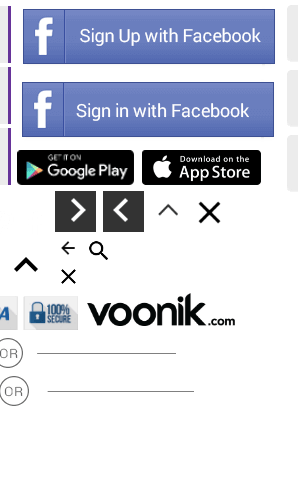 Sign Up with Facebook
Sign in with Facebook
GET IT ON
Google Play
Download on the
App Store
100%
SECURE
voonik.com
OR
OR